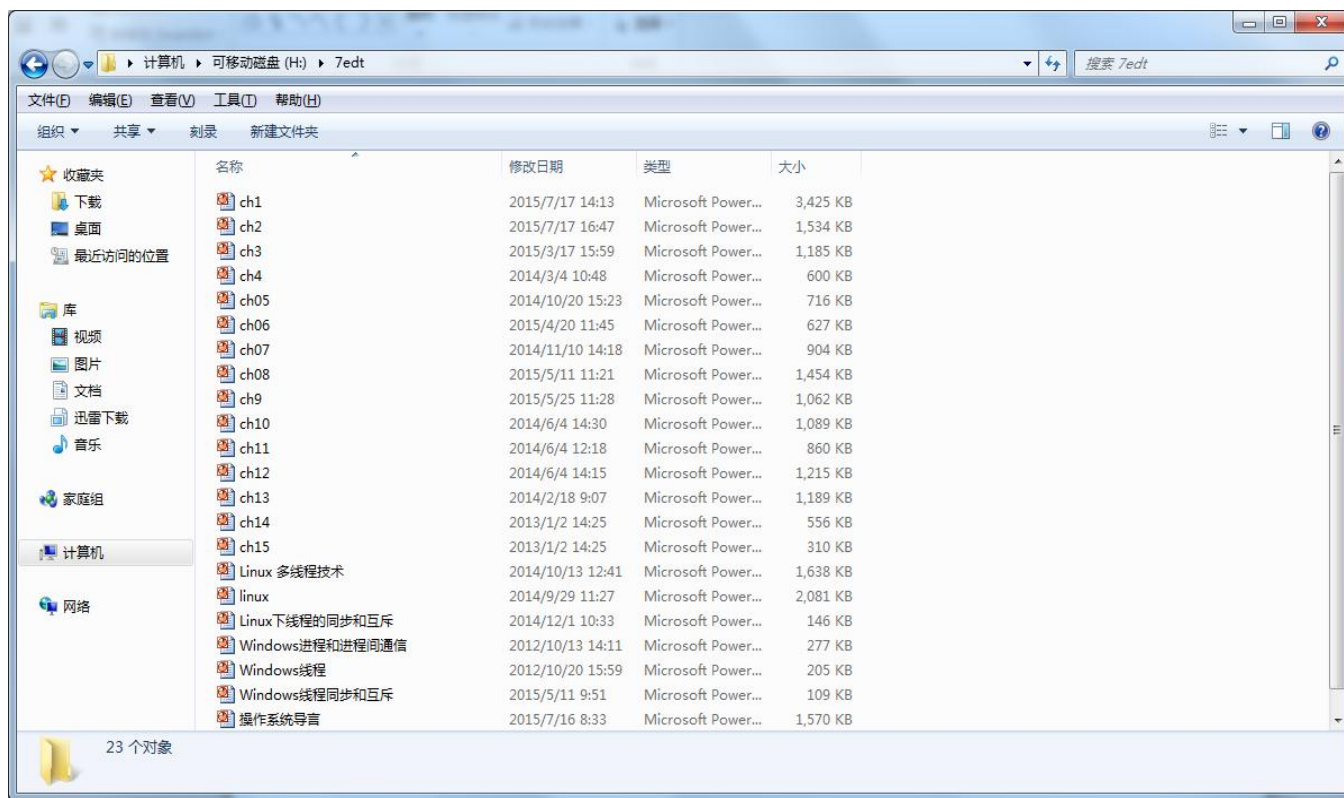 计算机 ▸ 可移动磁盘 (H:) ▸ 7edt 搜索 7edt
文件(F) 编辑(E) 查看(V) 工具(T) 帮助(H)
组织 共享 刻录 新建文件夹
收藏夹
下载
桌面
最近访问的位置
库
视频
图片
文档
迅雷下载
音乐
家庭组
计算机
网络
名称 修改日期 类型 大小
ch1 2015/7/17 14:13 Microsoft Power... 3,425 KB
ch2 2015/7/17 16:47 Microsoft Power... 1,534 KB
ch3 2015/3/17 15:59 Microsoft Power... 1,185 KB
ch4 2014/3/4 10:48 Microsoft Power... 600 KB
ch05 2014/10/20 15:23 Microsoft Power... 716 KB
ch06 2015/4/20 11:45 Microsoft Power... 627 KB
ch07 2014/11/10 14:18 Microsoft Power... 904 KB
ch08 2015/5/11 11:21 Microsoft Power... 1,454 KB
ch9 2015/5/25 11:28 Microsoft Power... 1,062 KB
ch10 2014/6/4 14:30 Microsoft Power... 1,089 KB
ch11 2014/6/4 12:18 Microsoft Power... 860 KB
ch12 2014/6/4 14:15 Microsoft Power... 1,215 KB
ch13 2014/2/18 9:07 Microsoft Power... 1,189 KB
ch14 2013/1/2 14:25 Microsoft Power... 556 KB
ch15 2013/1/2 14:25 Microsoft Power... 310 KB
Linux 多线程技术 2014/10/13 12:41 Microsoft Power... 1,638 KB
linux 2014/9/29 11:27 Microsoft Power... 2,081 KB
Linux下线程的同步和互斥 2014/12/1 10:33 Microsoft Power... 146 KB
Windows进程和进程间通信 2012/10/13 14:11 Microsoft Power... 277 KB
Windows线程 2012/10/20 15:59 Microsoft Power... 205 KB
Windows线程同步和互斥 2015/5/11 9:51 Microsoft Power... 109 KB
操作系统导言 2015/7/16 8:33 Microsoft Power... 1,570 KB
23 个对象